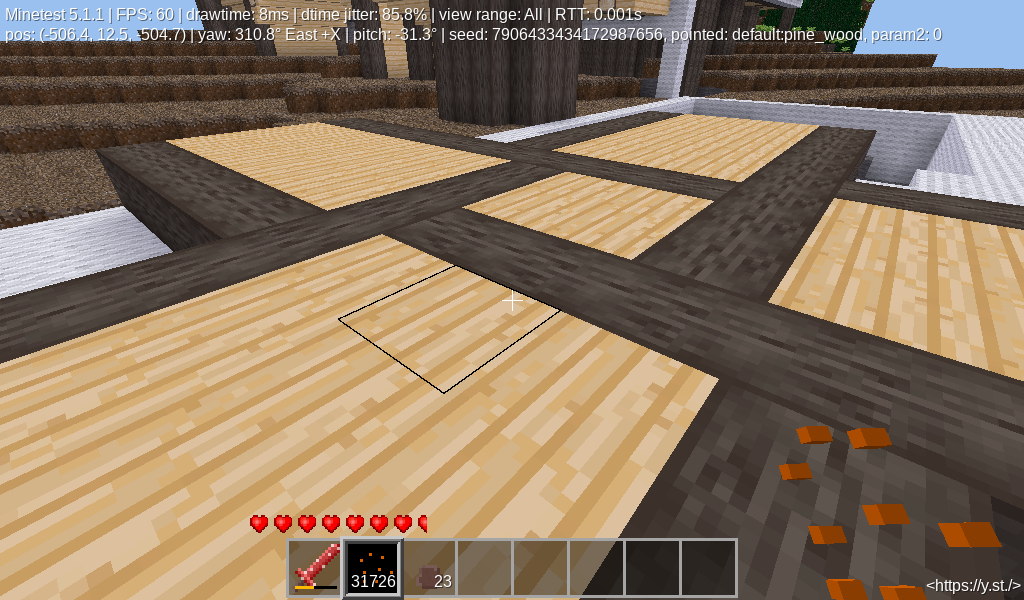 Minetest 5.1.1 | FPS: 60 | drawtime: 8ms | dtime jitter: 85.8% | view range: All | RTT: 0.001s
pos: (-506.4, 12.5, -504.7) | yaw: 310.8° East +X | pitch: -31.3° | seed: 7906433434172987656, pointed: default:pine_wood, param2: 0
31726 23
<https://y.st./>